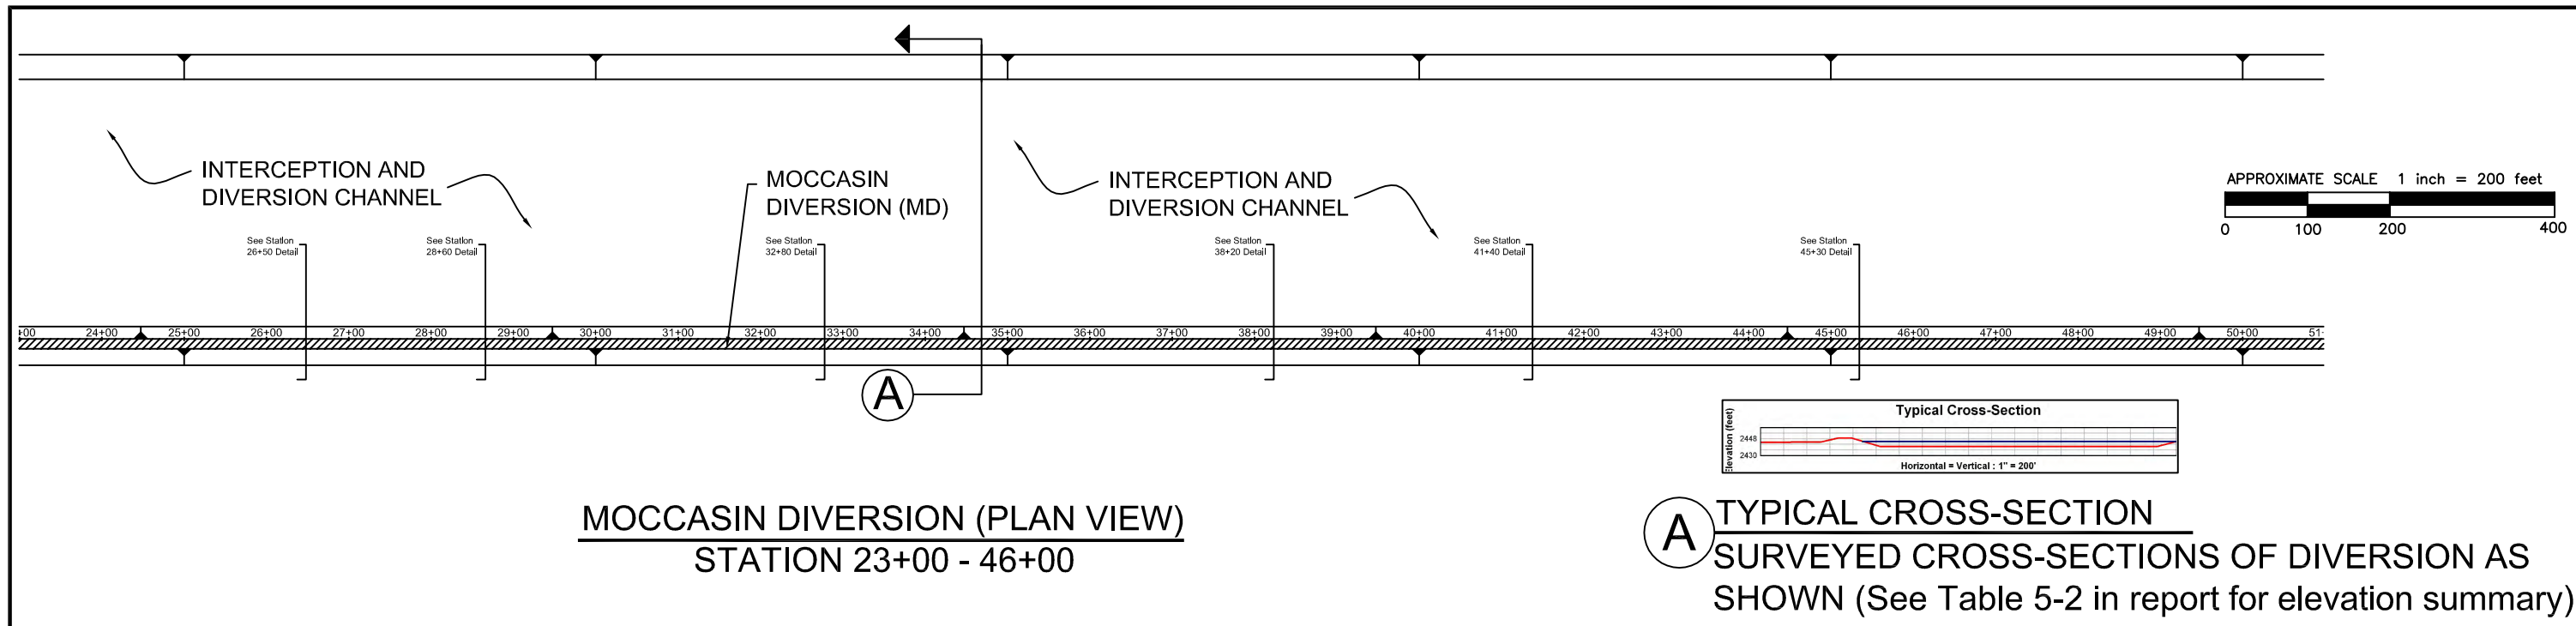 INTERCEPTION AND
DIVERSION CHANNEL
MOCCASIN
DIVERSION (MD)
INTERCEPTION AND
DIVERSION CHANNEL
APPROXIMATE SCALE 1 inch = 200 feet
0 100 200 400
See Station
26+50 Detail
See Station
28+60 Detail
See Station
32+80 Detail
See Station
38+20 Detail
See Station
41+40 Detail
See Station
45+30 Detail
+00 24+00 25+00 26+00 27+00 28+00 29+00 30+00 31+00 32+00 33+00 34+00 35+00 36+00 37+00 38+00 39+00 40+00 41+00 42+00 43+00 44+00 45+00 46+00 47+00 48+00 49+00 50+00 51
A
Typical Cross-Section
Elevation (feet)
2448
2430
Horizontal = Vertical : 1" = 200'
MOCCASIN DIVERSION (PLAN VIEW)
STATION 23+00 - 46+00
A
TYPICAL CROSS-SECTION
SURVEYED CROSS-SECTIONS OF DIVERSION AS
SHOWN (See Table 5-2 in report for elevation summary)